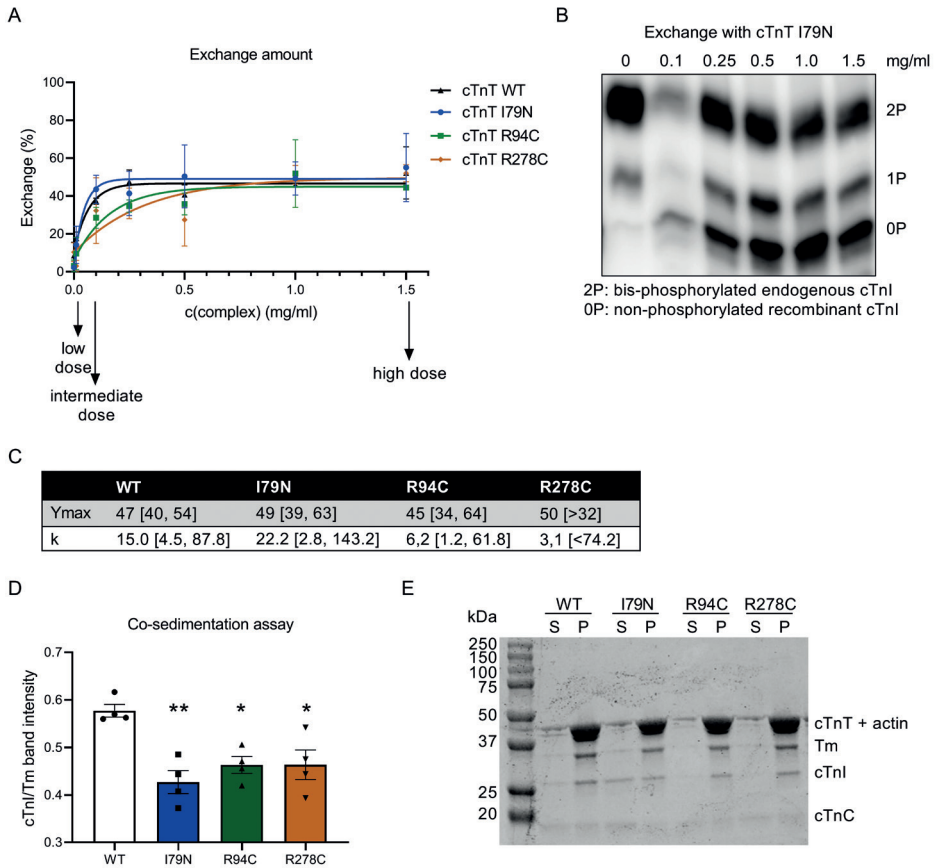 A
Exchange amount
Exchange (%)
100
80
60
40
20
0
0.0 0.5 1.0 1.5
c(complex) (mg/ml)
cTnT WT
cTnT I79N
cTnT R94C
cTnT R278C
low
dose
intermediate
dose
high dose
B
Exchange with cTnT I79N
0 0.1 0.25 0.5 1.0 1.5 mg/ml
2P
1P
0P
2P: bis-phosphorylated endogenous cTnI
0P: non-phosphorylated recombinant cTnI
C
WT I79N R94C R278C
Ymax 47 [40, 54) 49 [39, 63) 45 [34, 64) 50 [>32]
k 15.0 [4.5, 87.8) 22.2 [2.8, 143.2) 6,2 [1.2, 61.8) 3,1 [<74.2]
D
Co-sedimentation assay
cTnI/Tm band intensity
0.7
0.6
0.5
0.4
0.3
** * *
WT I79N R94C R278C
E
WT I79N R94C R278C
kDa S P S P S P S P
250
150
100
75
50
37
25
20
cTnT + actin
Tm
cTnI
cTnC